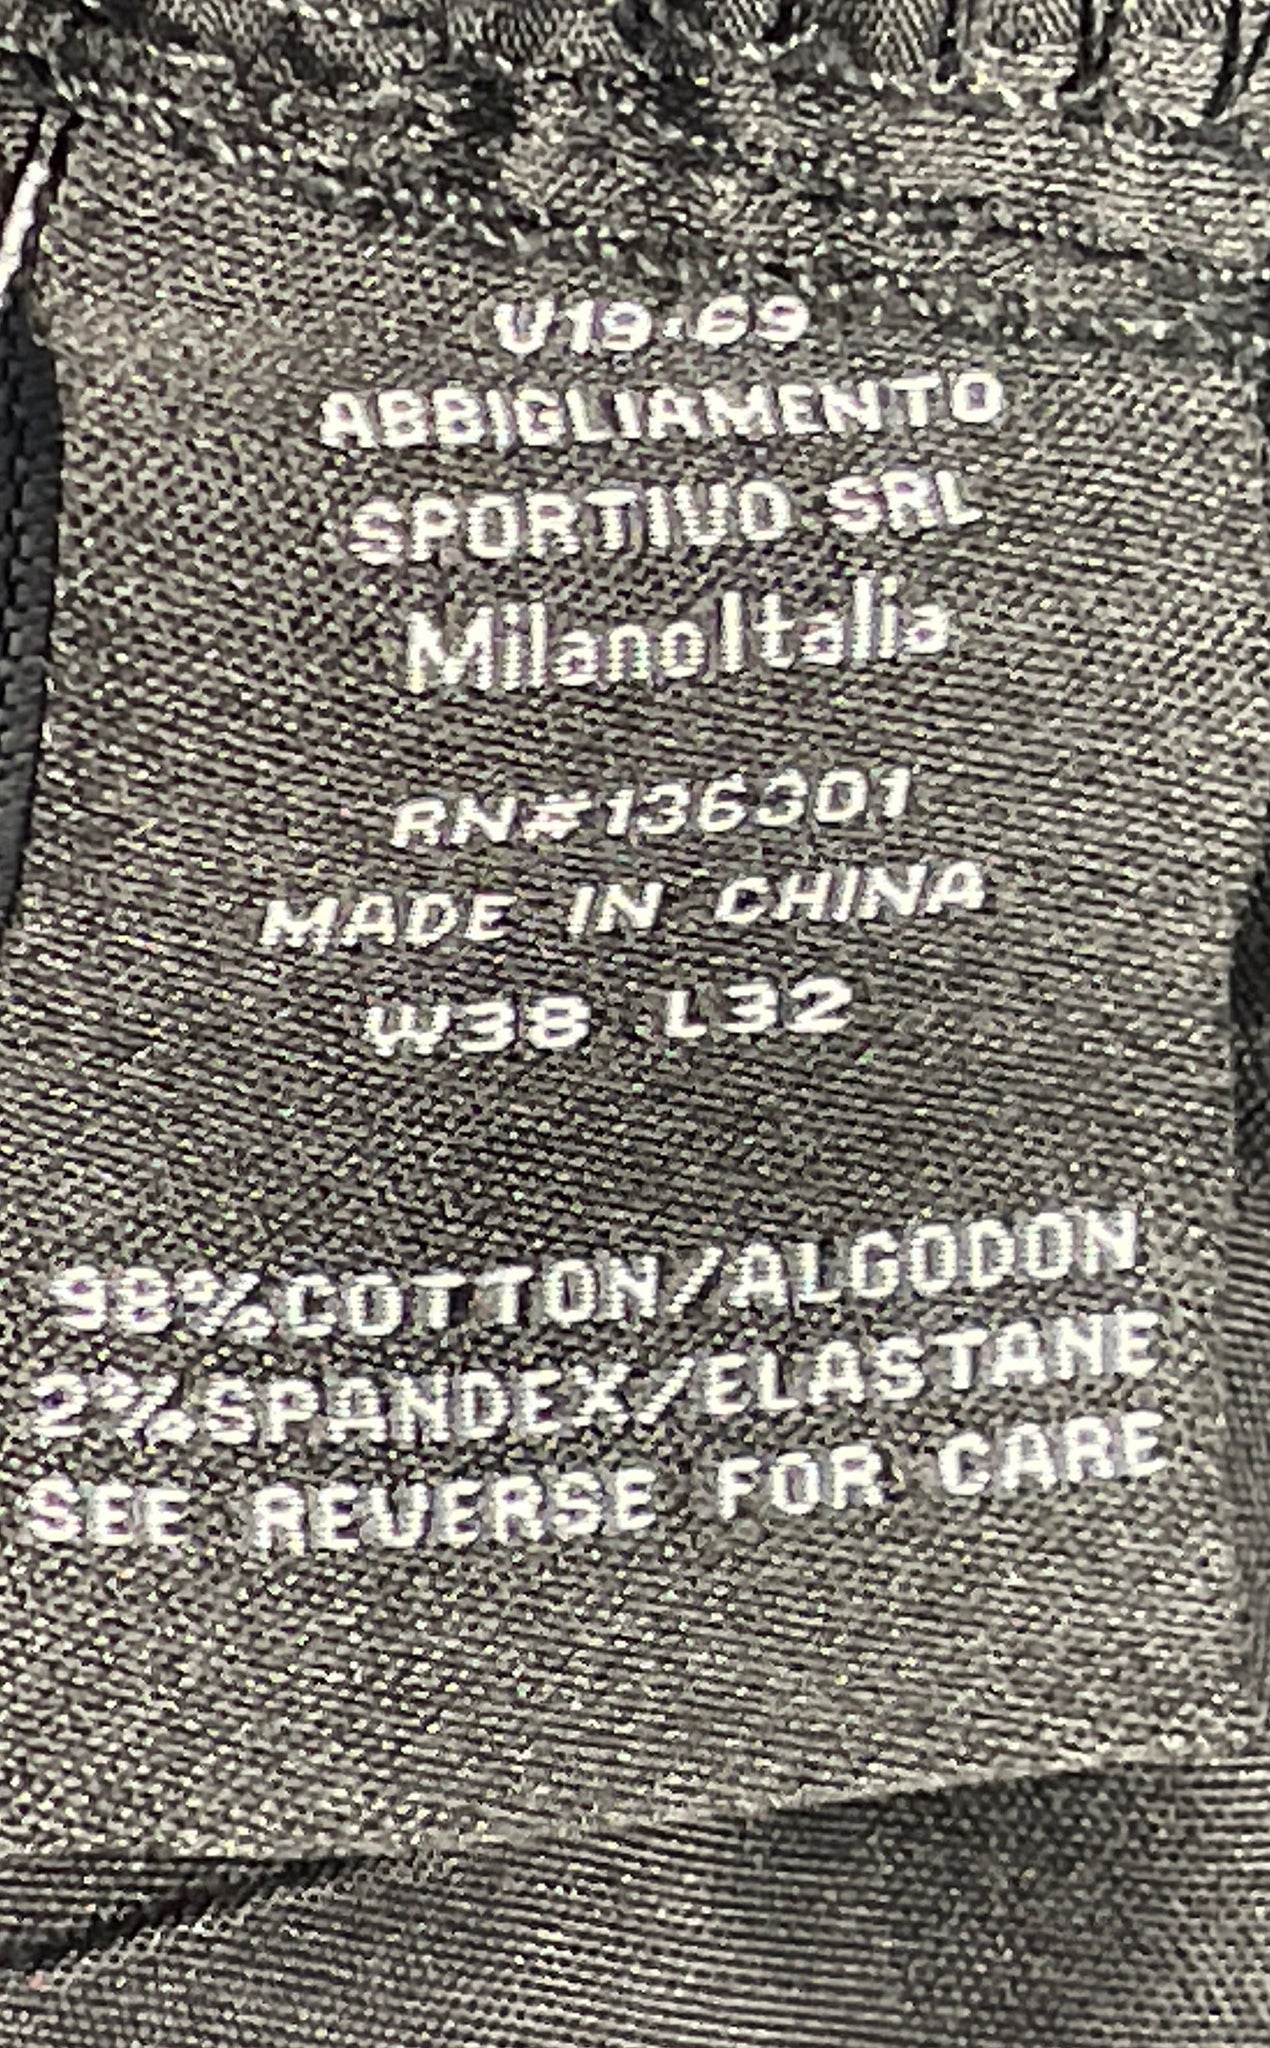 V19·69
ABBIGLIAMENTO
SPORTIVO SRL
MilanoItalia
RN#136301
MADE IN CHINA
W38 L32
98%COTTON/ALGODON
2%SPANDEX/ELASTANE
SEE REVERSE FOR CARE